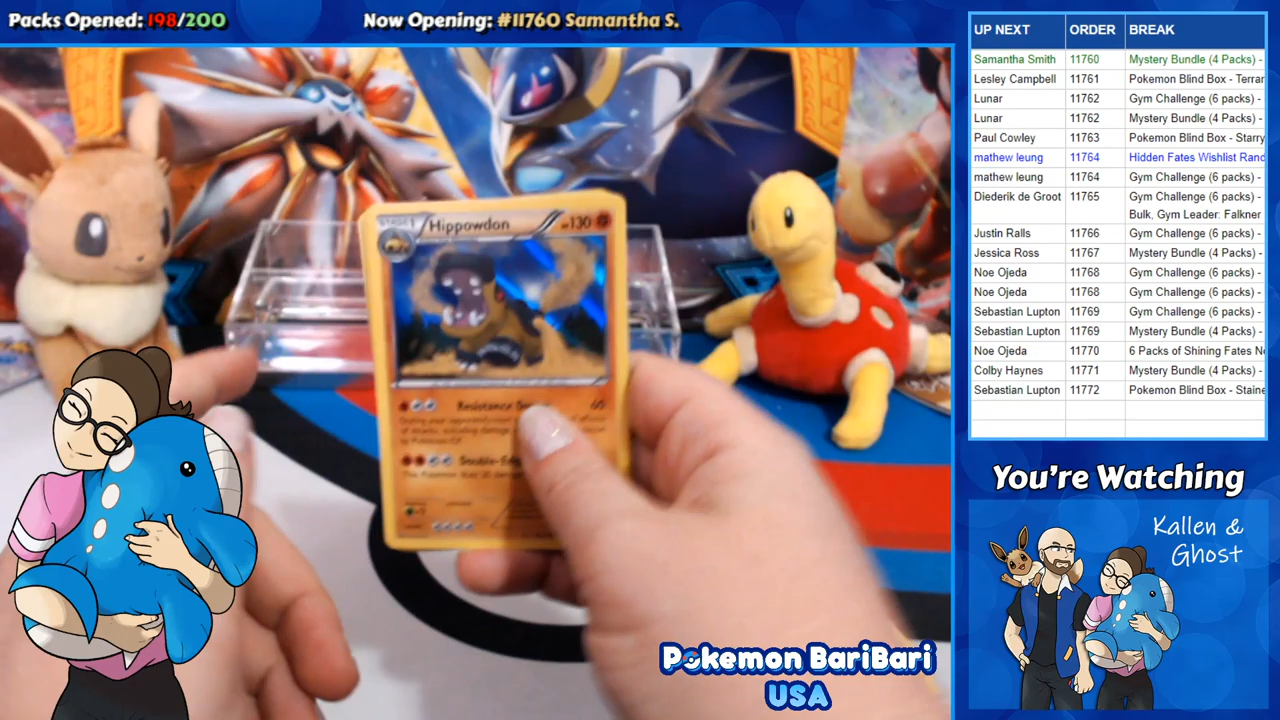 Packs Opened: 198/200
Now Opening: #11760 Samantha S.
UP NEXT ORDER BREAK
Samantha Smith 11760 Mystery Bundle (4 Packs) -
Lesley Campbell 11761 Pokemon Blind Box - Terrar
Lunar 11762 Gym Challenge (6 packs) -
Lunar 11762 Mystery Bundle (4 Packs) -
Paul Cowley 11763 Pokemon Blind Box - Starry
mathew leung 11764 Hidden Fates Wishlist Rand
mathew leung 11764 Gym Challenge (6 packs) -
Diederik de Groot 11765 Gym Challenge (6 packs) -
Bulk, Gym Leader: Falkner
Justin Ralls 11766 Gym Challenge (6 packs) -
Jessica Ross 11767 Mystery Bundle (4 Packs) -
Noe Ojeda 11768 Gym Challenge (6 packs) -
Noe Ojeda 11768 Gym Challenge (6 packs) -
Sebastian Lupton 11769 Gym Challenge (6 packs) -
Sebastian Lupton 11769 Mystery Bundle (4 Packs) -
Noe Ojeda 11770 6 Packs of Shining Fates No
Colby Haynes 11771 Mystery Bundle (4 Packs) -
Sebastian Lupton 11772 Pokemon Blind Box - Staine
Hippowdon 130
Resistance 60
You're Watching
Kallen &
Ghost
Pokemon BariBari
USA